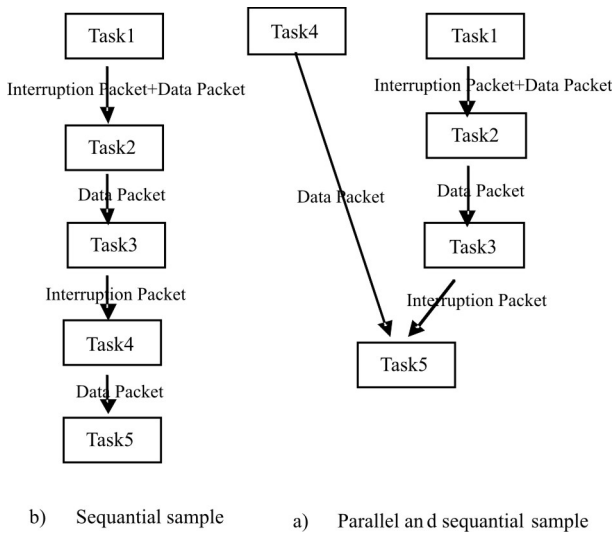 Task1
Interruption Packet+Data Packet
Task2
Data Packet
Task3
Interruption Packet
Task4
Data Packet
Task5
b) Sequantial sample
Task4
Task1
Interruption Packet+Data Packet
Task2
Data Packet
Data Packet
Task3
Interruption Packet
Task5
a) Parallel and sequantial sample